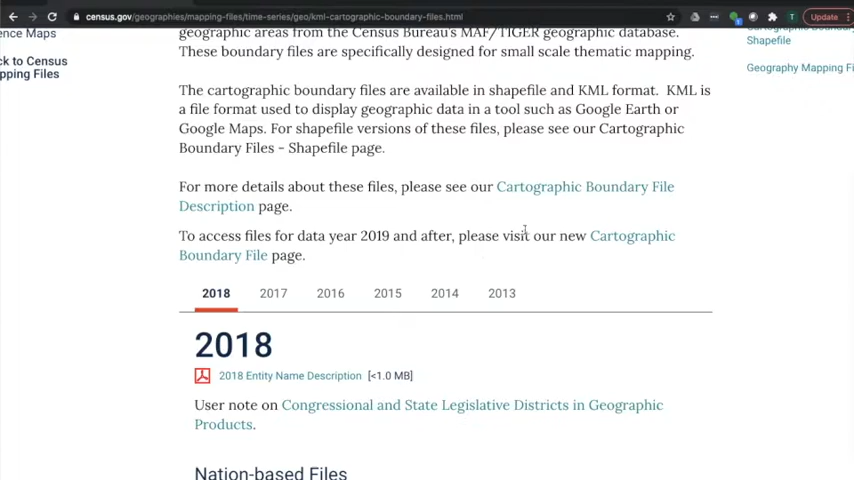 census.gov/geographies/mapping-files/time-series/geo/kml-cartographic-boundary-files.html
T
Update
ence Maps
ck to Census
pping Files
geographic areas from the Census Bureau's MAF/TIGER geographic database.
These boundary files are specifically designed for small scale thematic mapping.
The cartographic boundary files are available in shapefile and KML format. KML is
a file format used to display geographic data in a tool such as Google Earth or
Google Maps. For shapefile versions of these files, please see our Cartographic
Boundary Files - Shapefile page.
For more details about these files, please see our Cartographic Boundary File
Description page.
To access files for data year 2019 and after, please visit our new Cartographic
Boundary File page.
2018 2017 2016 2015 2014 2013
2018
2018 Entity Name Description [<1.0 MB]
User note on Congressional and State Legislative Districts in Geographic
Products.
Nation-based Files
Cartographic Bounda
Shapefile
Geography Mapping Fi